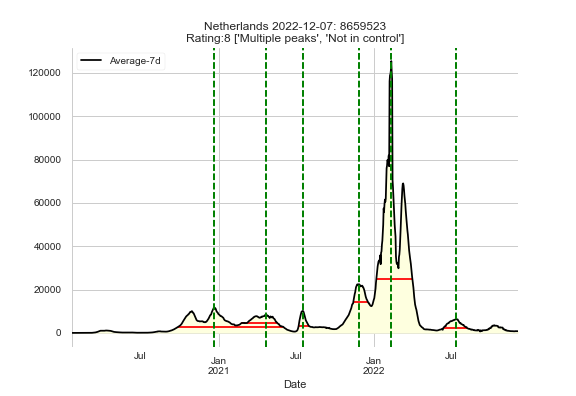 Netherlands 2022-12-07: 8659523
Rating:8 ['Multiple peaks', 'Not in control']
Average-7d
120000
100000
80000
60000
40000
20000
0
Jul
Jan
2021
Jul
Jan
2022
Jul
Date